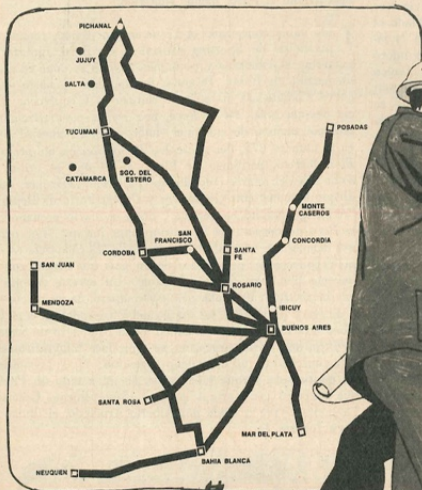 PICHANAL
JUJUY
SALTA
TUCUMAN
POSADAS
CATAMARCA
SGO. DEL
ESTERO
MONTE
CASEROS
SAN
FRANCISCO
CONCORDIA
CORDOBA
SANTA
FE
SAN JUAN
ROSARIO
MENDOZA
IBICUY
BUENOS AIRES
SANTA ROSA
MAR DEL PLATA
BAHIA BLANCA
NEUQUEN